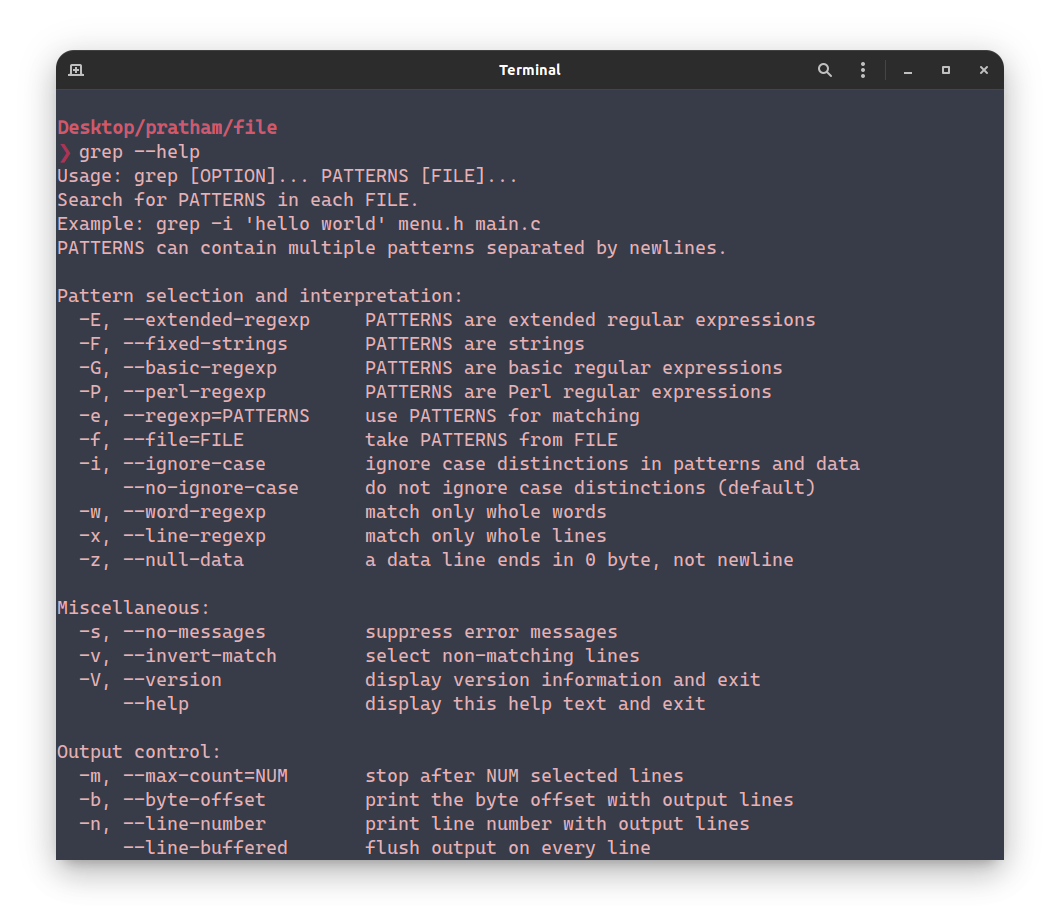 Terminal
Desktop/pratham/file
❯ grep --help
Usage: grep [OPTION]... PATTERNS [FILE]...
Search for PATTERNS in each FILE.
Example: grep -i 'hello world' menu.h main.c
PATTERNS can contain multiple patterns separated by newlines.

Pattern selection and interpretation:
  -E, --extended-regexp     PATTERNS are extended regular expressions
  -F, --fixed-strings       PATTERNS are strings
  -G, --basic-regexp        PATTERNS are basic regular expressions
  -P, --perl-regexp         PATTERNS are Perl regular expressions
  -e, --regexp=PATTERNS     use PATTERNS for matching
  -f, --file=FILE           take PATTERNS from FILE
  -i, --ignore-case         ignore case distinctions in patterns and data
      --no-ignore-case      do not ignore case distinctions (default)
  -w, --word-regexp         match only whole words
  -x, --line-regexp         match only whole lines
  -z, --null-data           a data line ends in 0 byte, not newline

Miscellaneous:
  -s, --no-messages         suppress error messages
  -v, --invert-match        select non-matching lines
  -V, --version             display version information and exit
      --help                display this help text and exit

Output control:
  -m, --max-count=NUM       stop after NUM selected lines
  -b, --byte-offset         print the byte offset with output lines
  -n, --line-number         print line number with output lines
      --line-buffered       flush output on every line